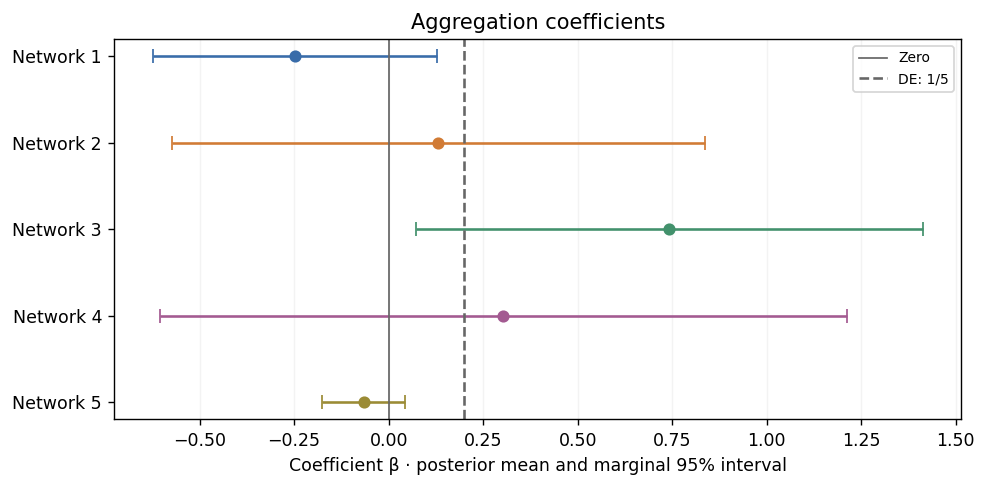 Aggregation coefficients
Network 1
Network 2
Network 3
Network 4
Network 5
Zero
DE: 1/5
−0.50 −0.25 0.00 0.25 0.50 0.75 1.00 1.25 1.50
Coefficient β · posterior mean and marginal 95% interval